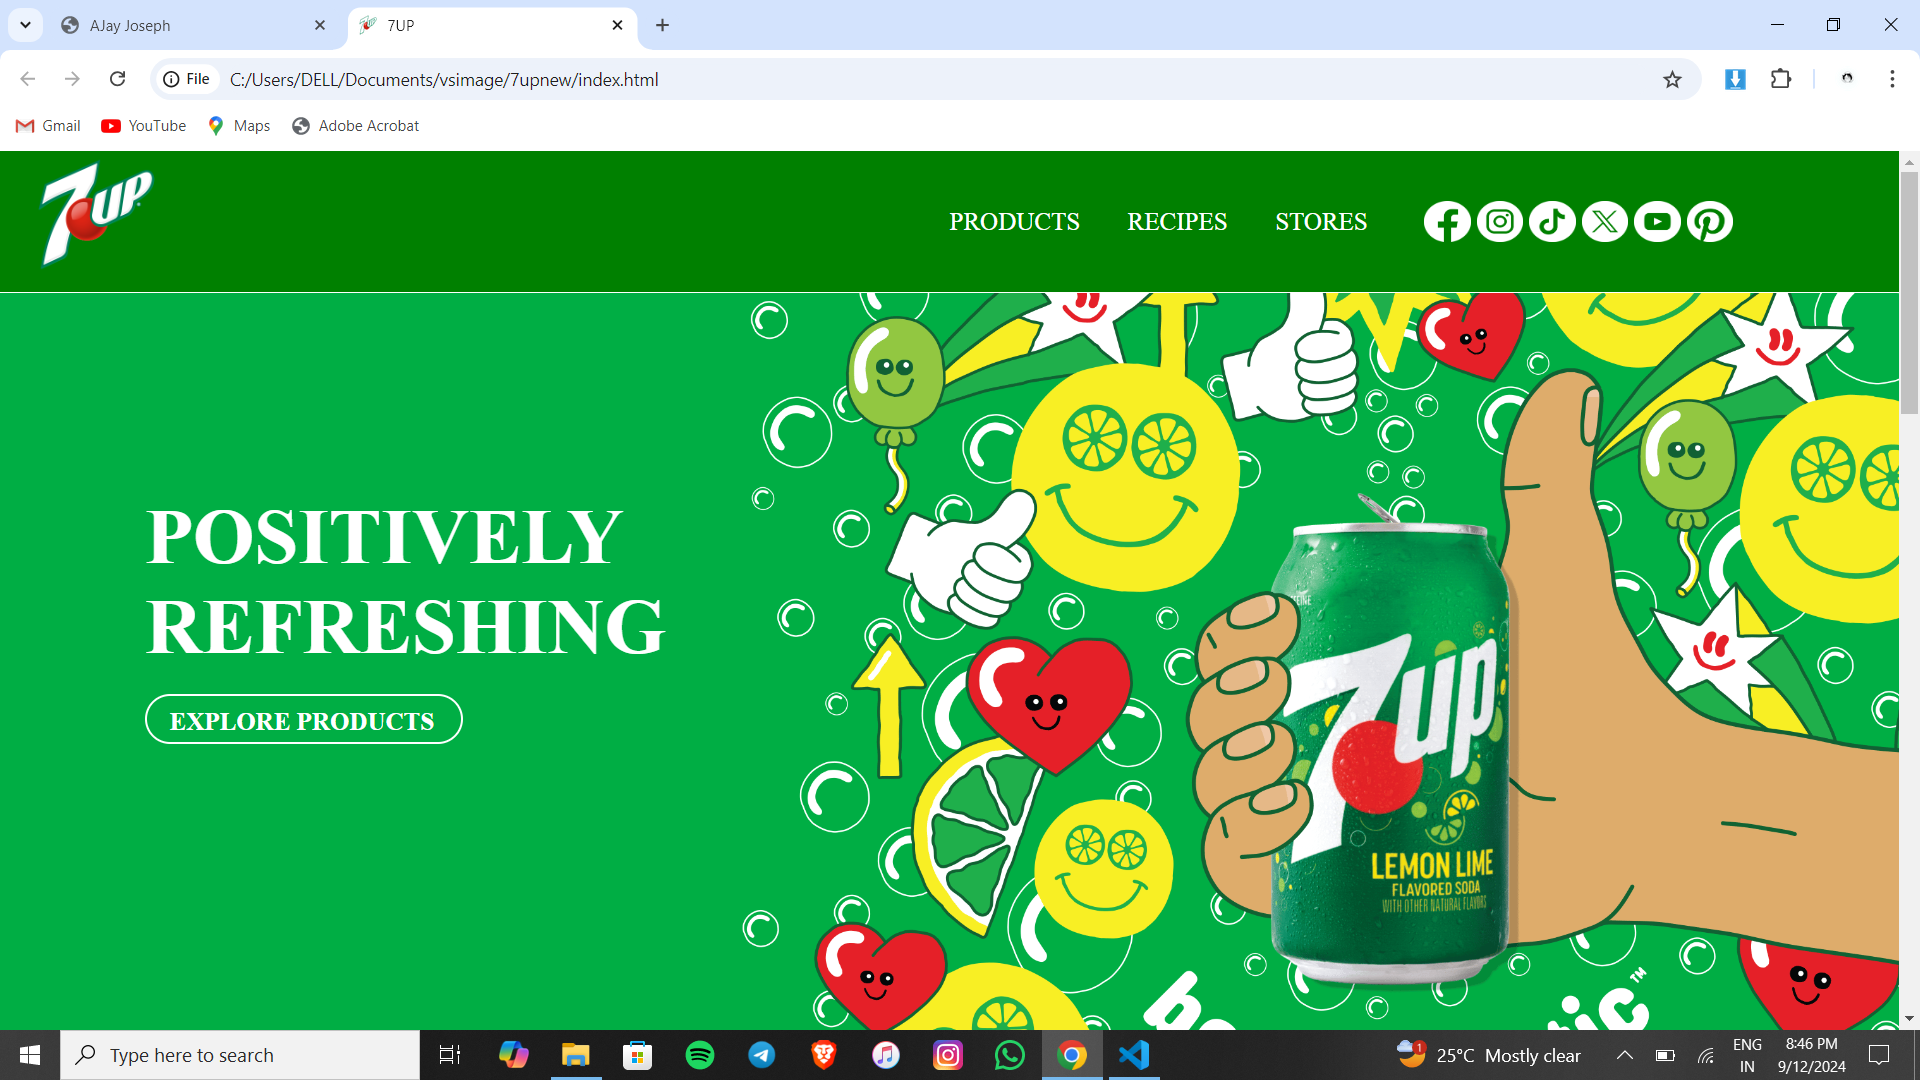 AJay Joseph
7UP
File
C:/Users/DELL/Documents/vsimage/7upnew/index.html
Gmail
YouTube
Maps
Adobe Acrobat
7UP
PRODUCTS
RECIPES
STORES
POSITIVELY
REFRESHING
EXPLORE PRODUCTS
7up
LEMON LIME
FLAVORED SODA
WITH OTHER NATURAL FLAVORS
TM
Type here to search
1
25°C Mostly clear
ENG
IN
8:46 PM
9/12/2024